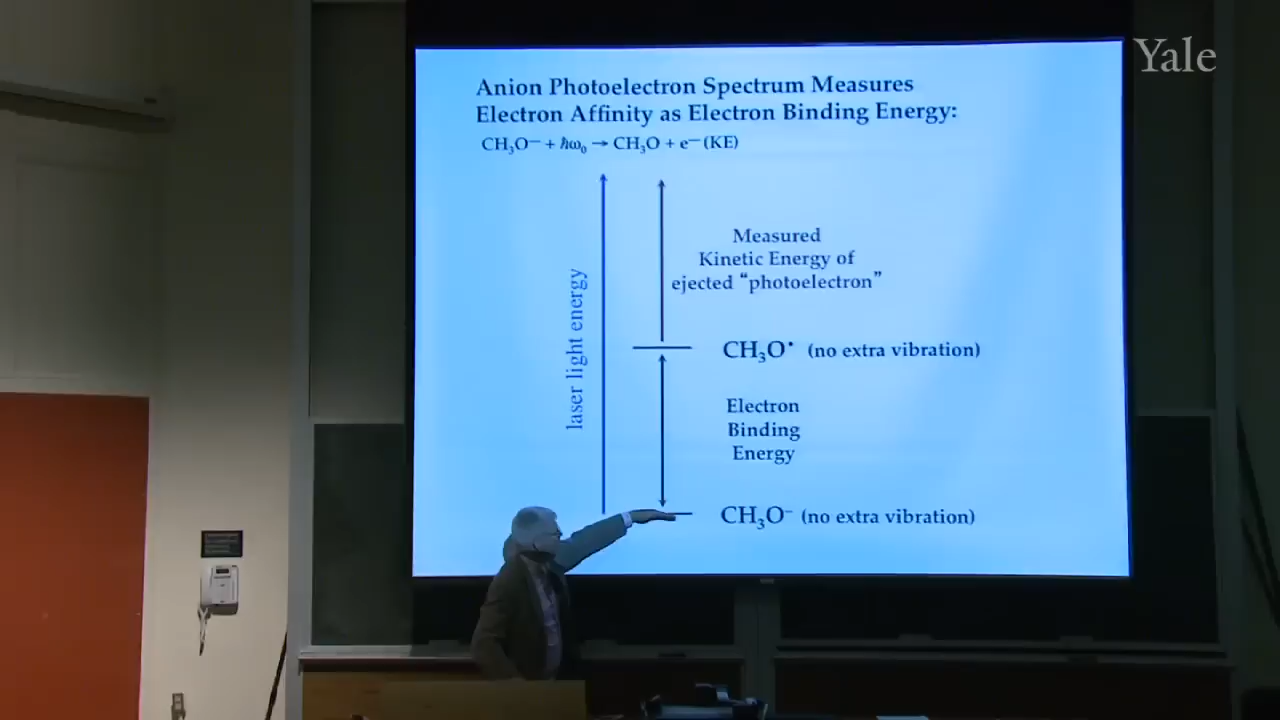 Yale
Anion Photoelectron Spectrum Measures
Electron Affinity as Electron Binding Energy:
CH₃O⁻ + ħω₀ → CH₃O + e⁻ (KE)
laser light energy
Measured
Kinetic Energy of
ejected “photoelectron”
CH₃O• (no extra vibration)
Electron
Binding
Energy
CH₃O⁻ (no extra vibration)